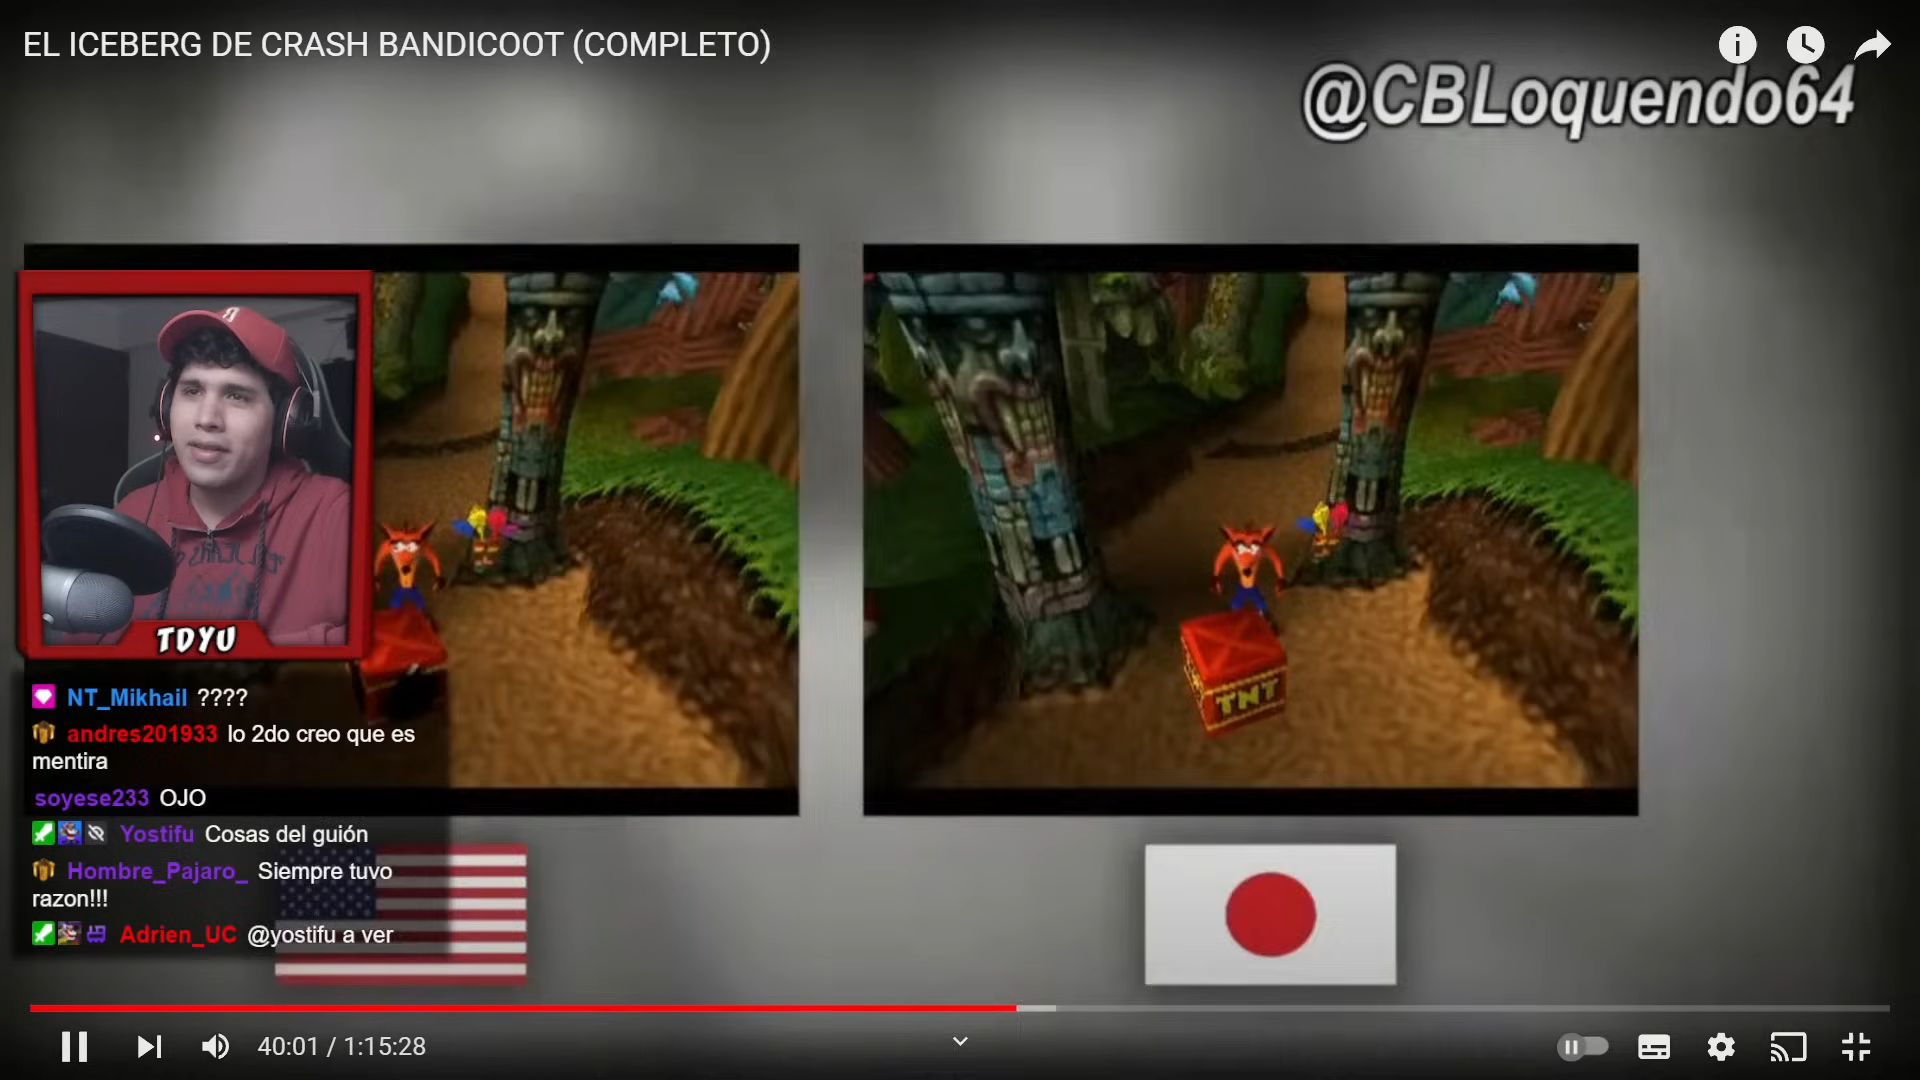 EL ICEBERG DE CRASH BANDICOOT (COMPLETO)
@CBLoquendo64
TDYU
TNT
NT_Mikhail ????
andres201933 lo 2do creo que es
mentira
soyese233 OJO
Yostifu Cosas del guión
Hombre_Pajaro_ Siempre tuvo
razon!!!
Adrien_UC @yostifu a ver
40:01 / 1:15:28